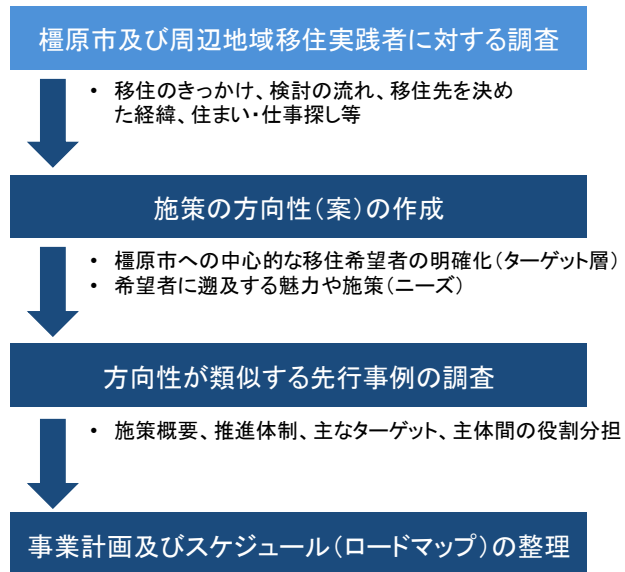 橿原市及び周辺地域移住実践者に対する調査
• 移住のきっかけ、検討の流れ、移住先を決め
た経緯、住まい・仕事探し等
施策の方向性（案）の作成
• 橿原市への中心的な移住希望者の明確化（ターゲット層）
• 希望者に遡及する魅力や施策（ニーズ）
方向性が類似する先行事例の調査
• 施策概要、推進体制、主なターゲット、主体間の役割分担
事業計画及びスケジュール（ロードマップ）の整理